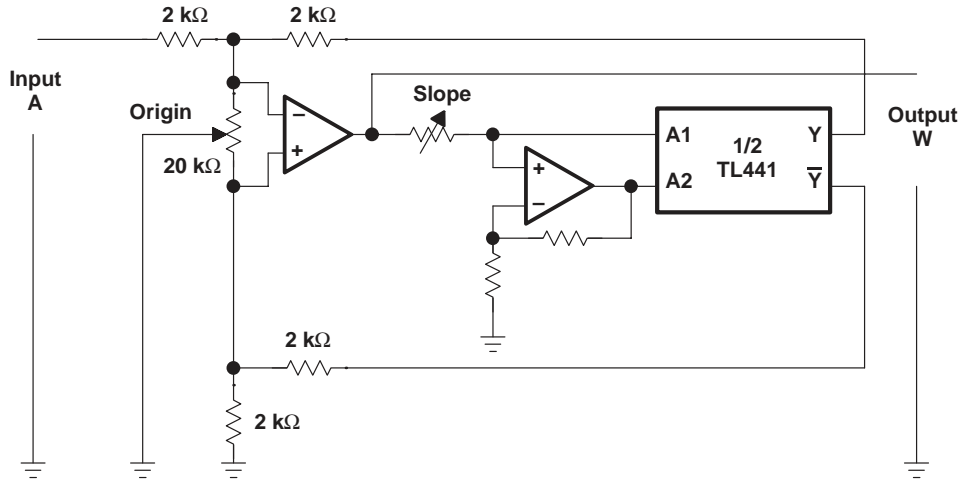 2 kΩ
2 kΩ
Input
A
Origin
20 kΩ
−
+
Slope
+
−
A1
A2
1/2
TL441
Y
Y̅
Output
W
2 kΩ
2 kΩ